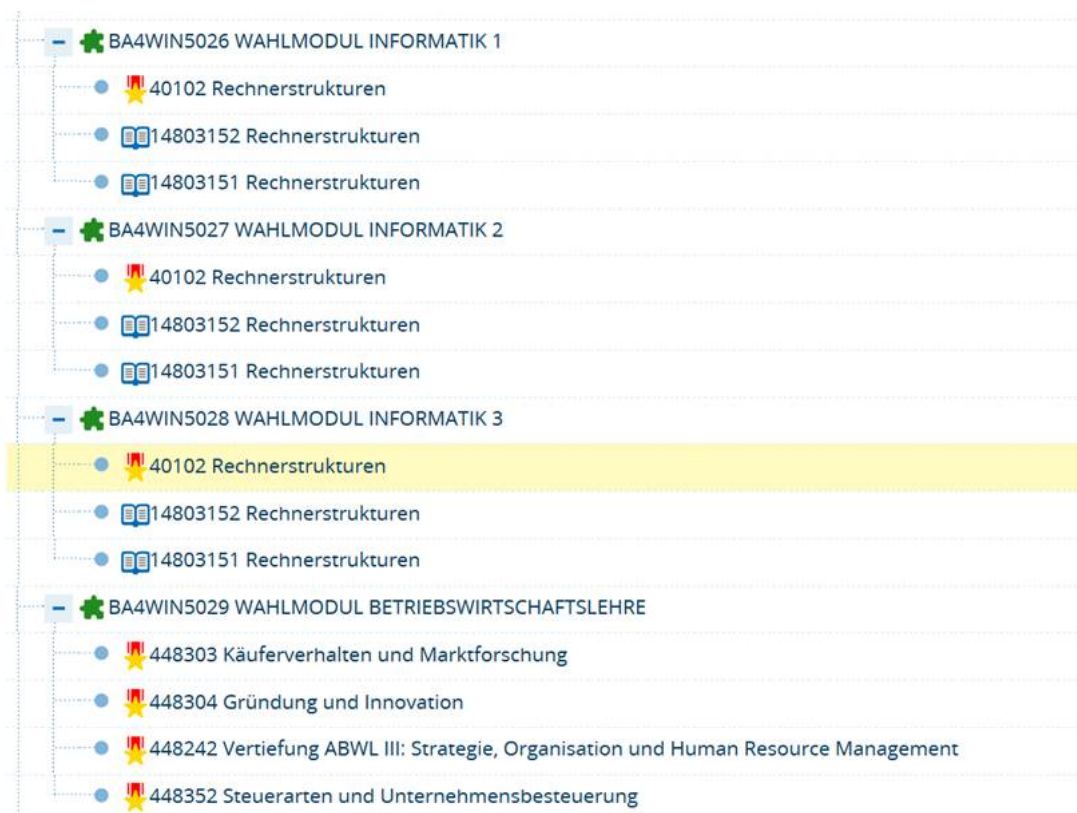 BA4WIN5026 WAHLMODUL INFORMATIK 1
40102 Rechnerstrukturen
14803152 Rechnerstrukturen
14803151 Rechnerstrukturen
BA4WIN5027 WAHLMODUL INFORMATIK 2
40102 Rechnerstrukturen
14803152 Rechnerstrukturen
14803151 Rechnerstrukturen
BA4WIN5028 WAHLMODUL INFORMATIK 3
40102 Rechnerstrukturen
14803152 Rechnerstrukturen
14803151 Rechnerstrukturen
BA4WIN5029 WAHLMODUL BETRIEBSWIRTSCHAFTSLEHRE
448303 Käuferverhalten und Marktforschung
448304 Gründung und Innovation
448242 Vertiefung ABWL III: Strategie, Organisation und Human Resource Management
448352 Steuerarten und Unternehmensbesteuerung